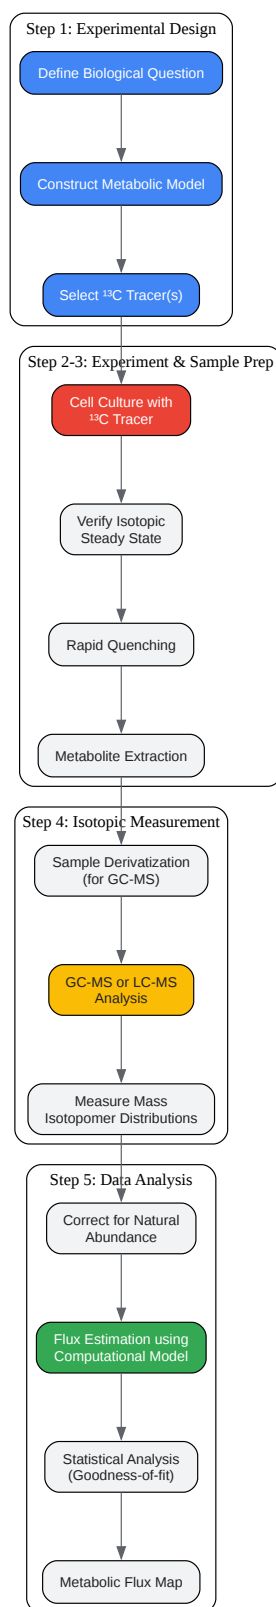 Step 1: Experimental Design
Define Biological Question
Construct Metabolic Model
Select ¹³C Tracer(s)
Step 2-3: Experiment & Sample Prep
Cell Culture with
¹³C Tracer
Verify Isotopic
Steady State
Rapid Quenching
Metabolite Extraction
Step 4: Isotopic Measurement
Sample Derivatization
(for GC-MS)
GC-MS or LC-MS
Analysis
Measure Mass
Isotopomer Distributions
Step 5: Data Analysis
Correct for Natural
Abundance
Flux Estimation using
Computational Model
Statistical Analysis
(Goodness-of-fit)
Metabolic Flux Map